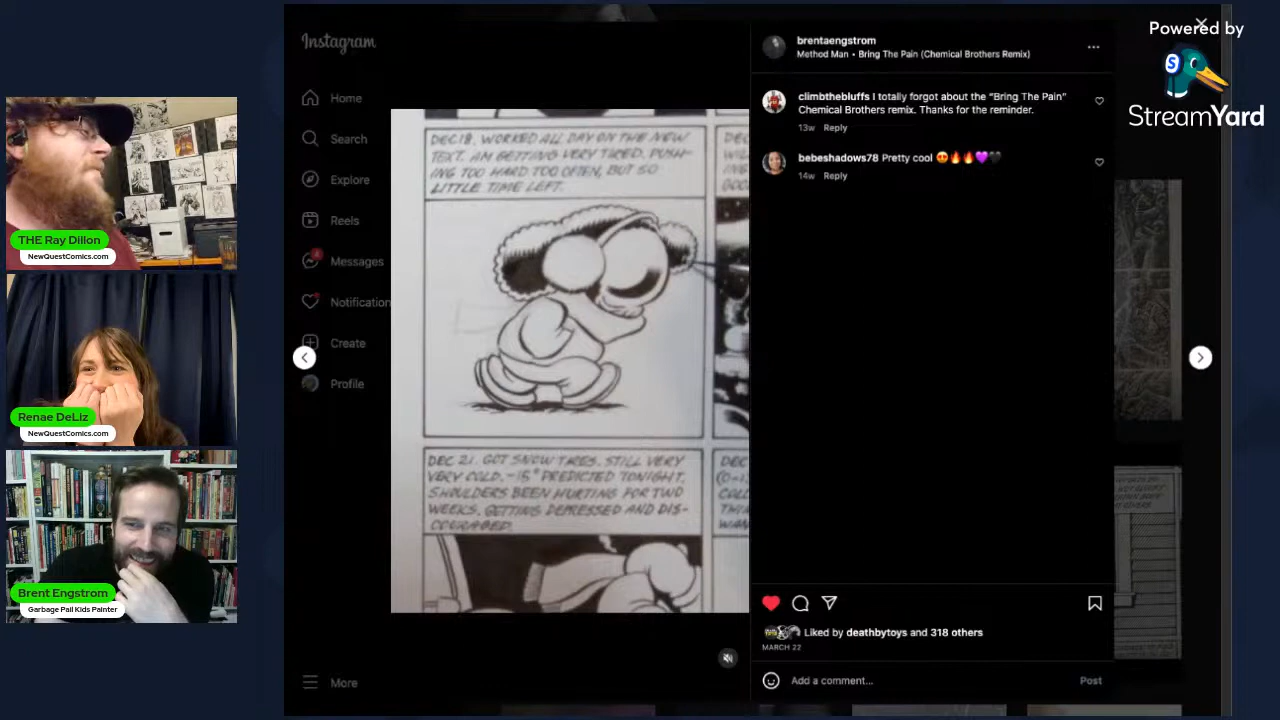 Powered by
StreamYard
THE Ray Dillon
NewQuestComics.com
Renae DeLiz
NewQuestComics.com
Brent Engstrom
Garbage Pail Kids Painter
Instagram
Home
Search
Explore
Reels
Messages
Notification
Create
Profile
More
DEC 18. WORKED ALL DAY ON THE NEW
TEXT. AM GETTING VERY TIRED. PUSH-
ING TOO HARD TOO OFTEN, BUT SO
LITTLE TIME LEFT.
DEC 21. GOT SNOW TIRES. STILL VERY
VERY COLD. -15° PREDICTED TONIGHT.
SHOULDERS BEEN HURTING FOR TWO
WEEKS. GETTING DEPRESSED AND DIS-
COURAGED.
DEC
brentaengstrom
Method Man • Bring The Pain (Chemical Brothers Remix)
climbthebluffs I totally forgot about the “Bring The Pain”
Chemical Brothers remix. Thanks for the reminder.
13w Reply
bebeshadows78 Pretty cool 😍🔥🔥💜🖤
14w Reply
Liked by deathbytoys and 318 others
MARCH 22
Add a comment...
Post